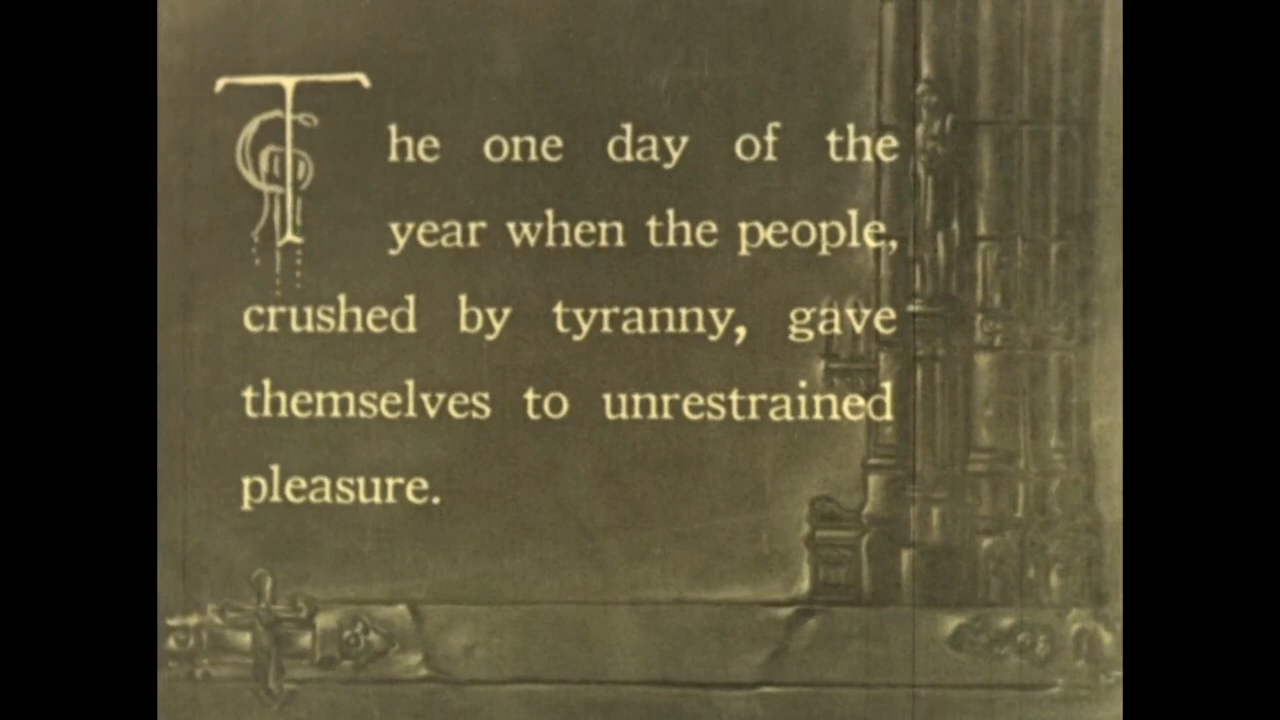 The one day of the
year when the people,
crushed by tyranny, gave
themselves to unrestrained
pleasure.